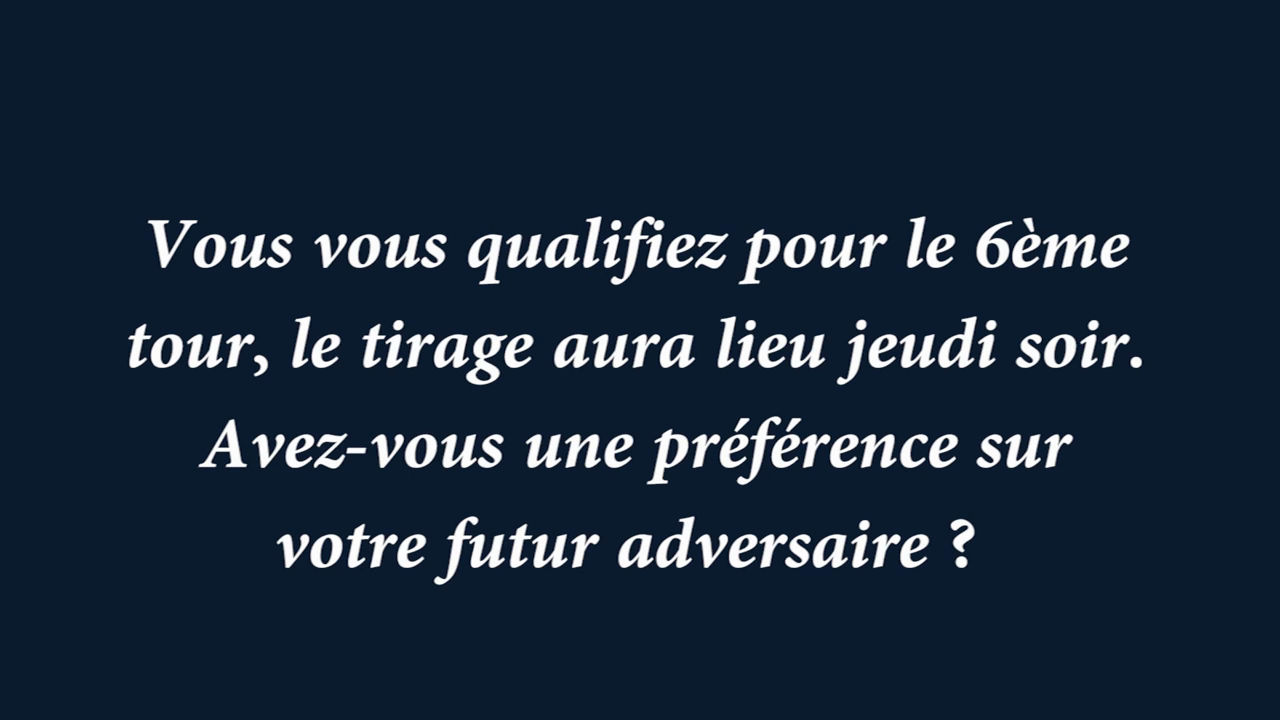 Vous vous qualifiez pour le 6ème
tour, le tirage aura lieu jeudi soir.
Avez-vous une préférence sur
votre futur adversaire ?